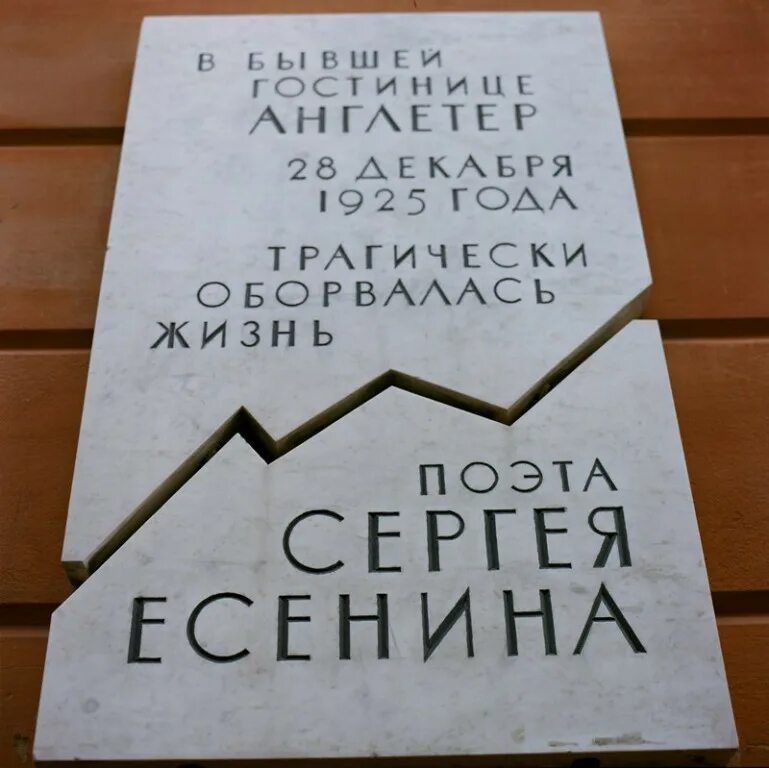 В БЫВШЕЙ
ГОСТИНИЦЕ
АНГЛЕТЕР
28 ДЕКАБРЯ
1925 ГОДА
ТРАГИЧЕСКИ
ОБОРВАЛАСЬ
ЖИЗНЬ
ПОЭТА
СЕРГЕЯ
ЕСЕНИНА